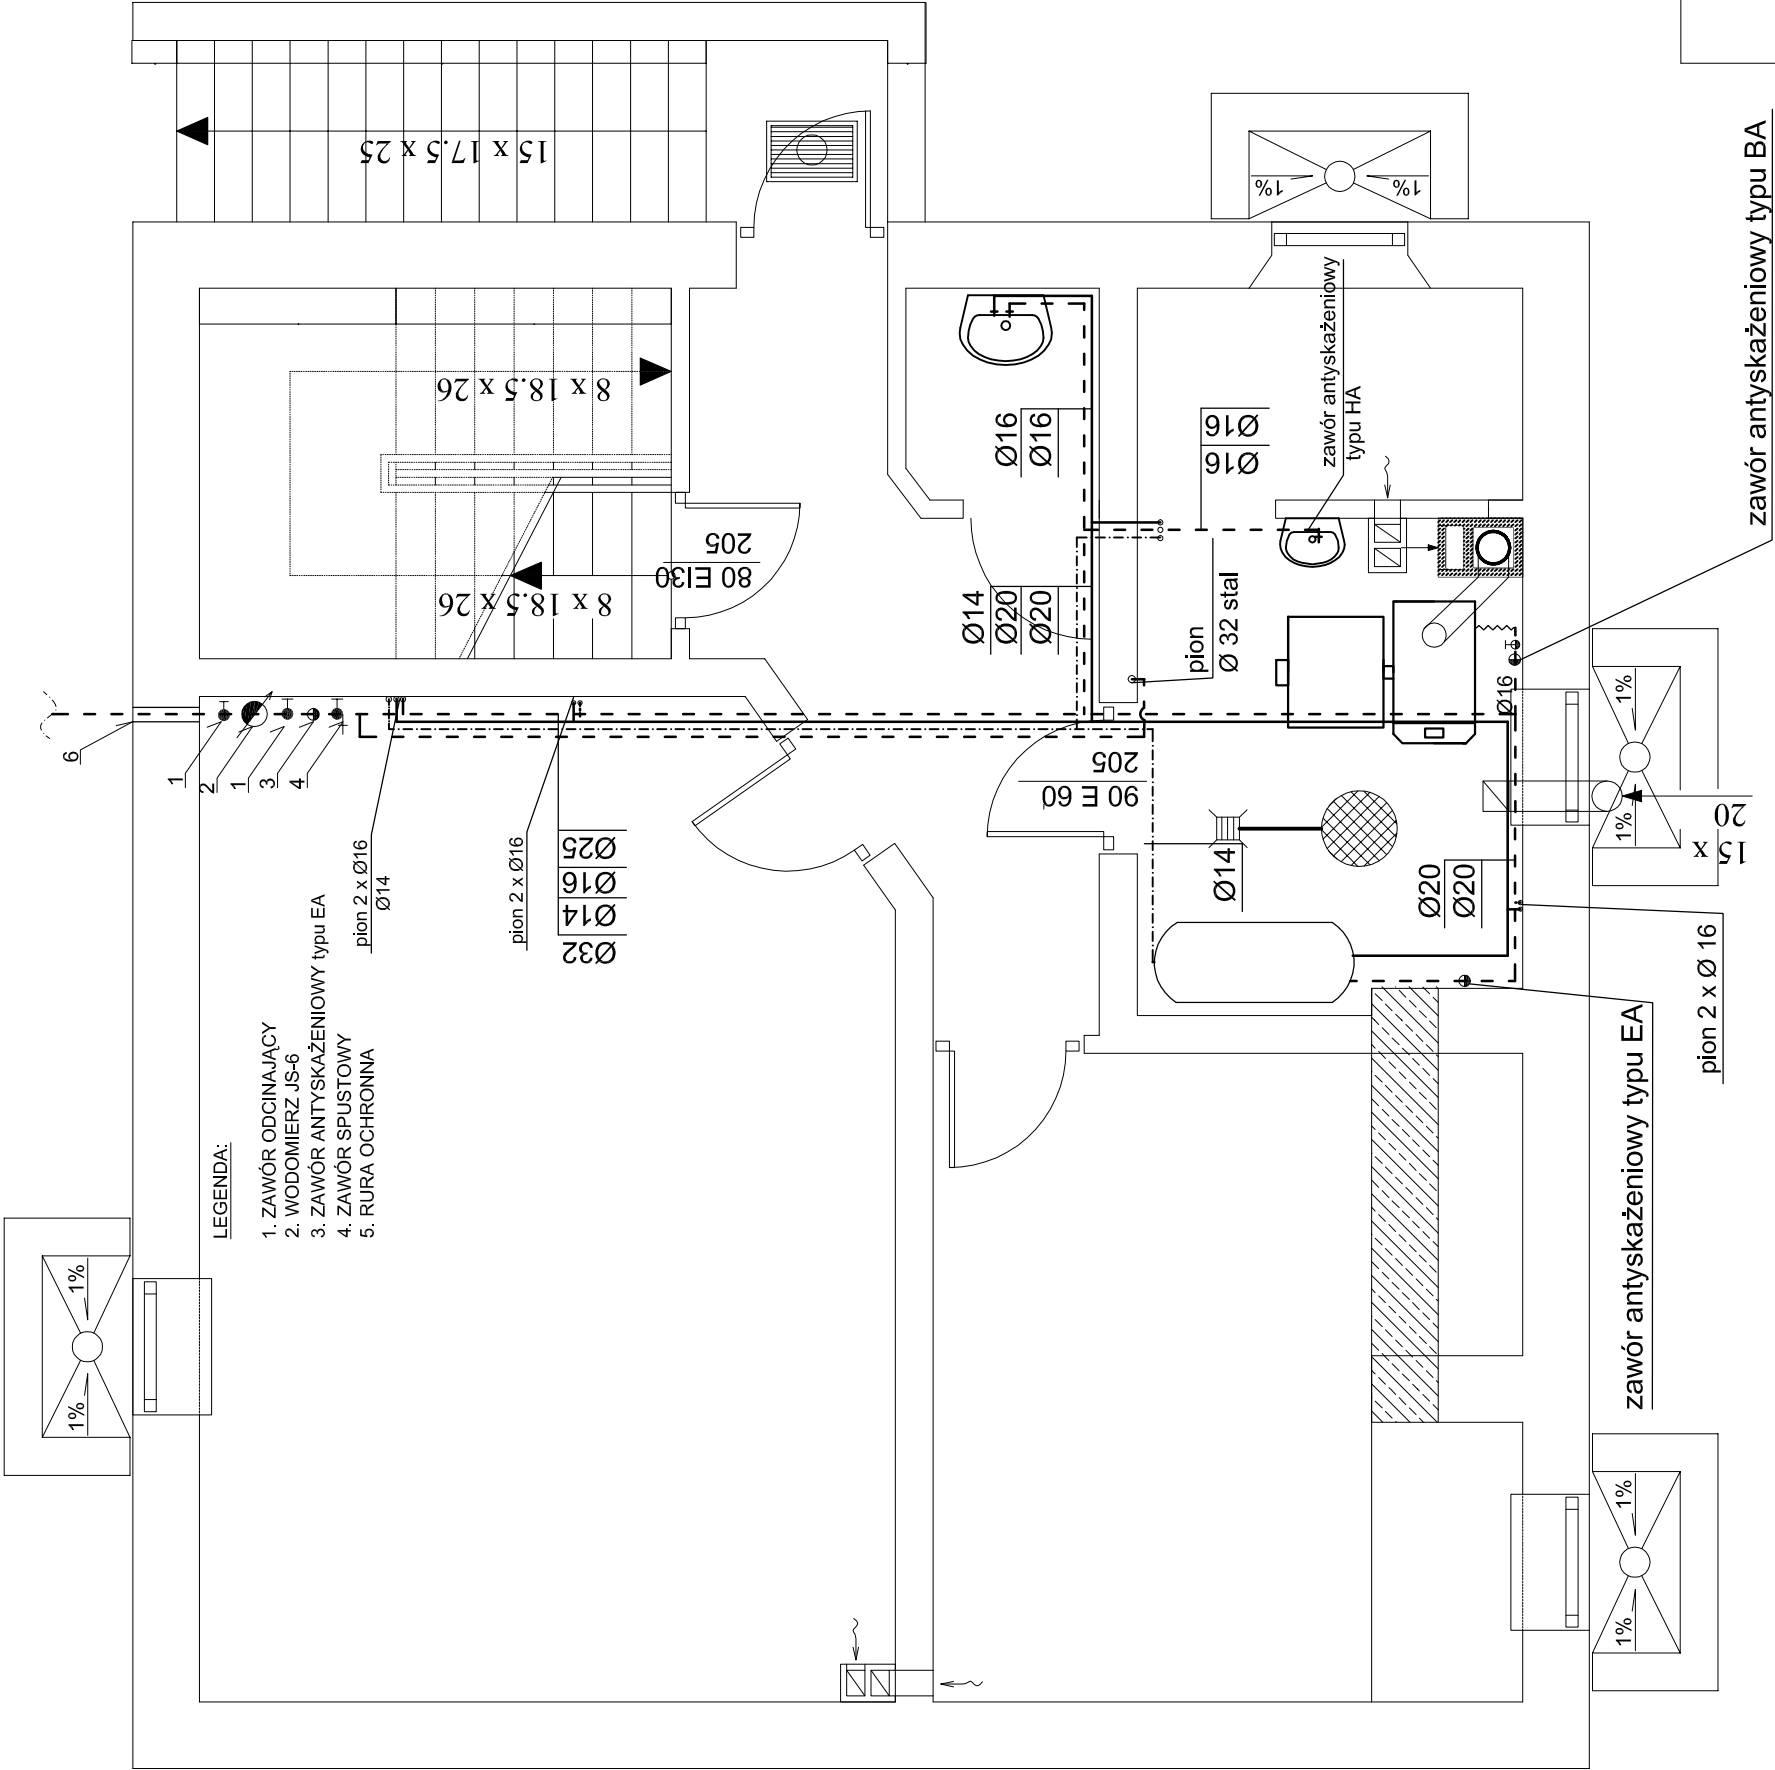 15 x 17.5 x 25
8 x 18.5 x 26
8 x 18.5 x 26
80 EI30
205
6
1
2
1
3
4
LEGENDA:
1. ZAWÓR ODCINAJĄCY
2. WODOMIERZ JS-6
3. ZAWÓR ANTYSKAŻENIOWY typu EA
4. ZAWÓR SPUSTOWY
5. RURA OCHRONNA
pion 2 x Ø16
Ø14
pion 2 x Ø16
Ø25
Ø16
Ø14
Ø32
Ø16
Ø16
Ø14
Ø20
Ø20
Ø16
Ø16
pion
Ø 32 stal
zawór antyskażeniowy
typu HA
90 E 60
205
Ø14
Ø20
Ø20
Ø16
zawór antyskażeniowy typu BA
15 x
20
pion 2 x Ø 16
zawór antyskażeniowy typu EA
1%
1%
1%
1%
1%
1%
1%
1%